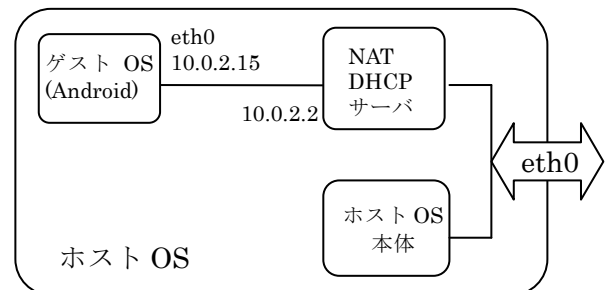 ゲスト OS
(Android)
eth0
10.0.2.15
10.0.2.2
NAT
DHCP
サーバ
eth0
ホスト OS
本体
ホスト OS